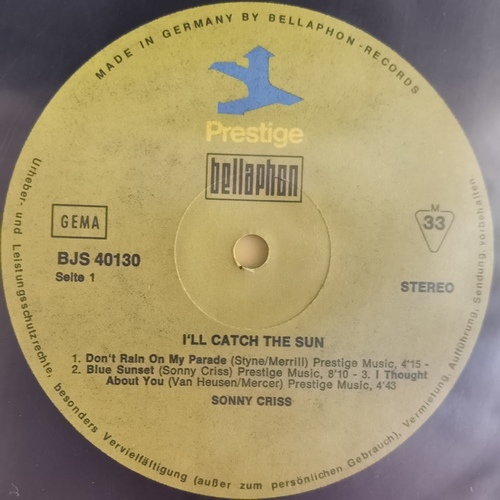 MADE IN GERMANY BY BELLAPHON-RECORDS
Prestige
bellaphon
GEMA
M
33
BJS 40130
Seite 1
STEREO
I'LL CATCH THE SUN
1. Don't Rain On My Parade (Styne/Merrill) Prestige Music, 4'15 -
2. Blue Sunset (Sonny Criss) Prestige Music, 8'10 - 3. I Thought
About You (Van Heusen/Mercer) Prestige Music, 4'43
SONNY CRISS
Urheber- und Leistungsschutzrechte, besonders Vervielfältigung (außer zum persönlichen Gebrauch), Vermietung, Aufführung, Sendung, vorbehalten.